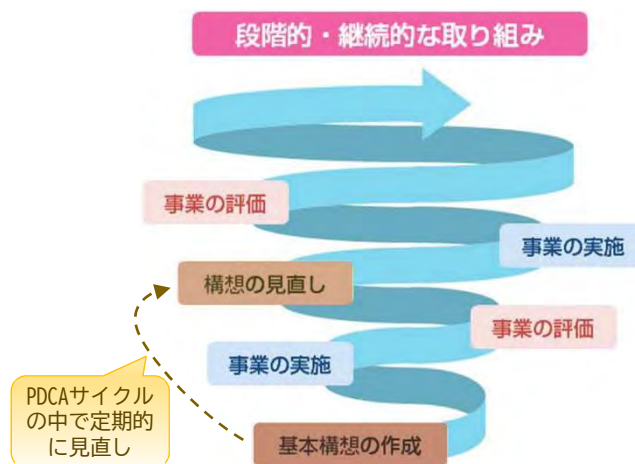 段階的・継続的な取り組み
事業の評価
事業の実施
構想の見直し
事業の評価
事業の実施
PDCAサイクル
の中で定期的
に見直し
基本構想の作成